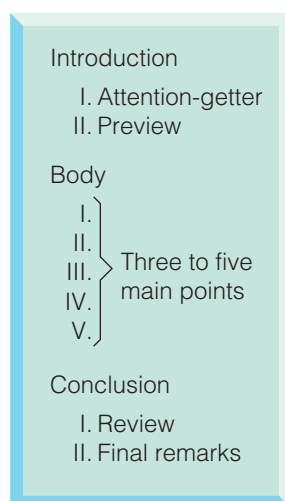 Introduction
I. Attention-getter
II. Preview
Body
I.
II.
III.
IV.
V.
Three to five
main points
Conclusion
I. Review
II. Final remarks